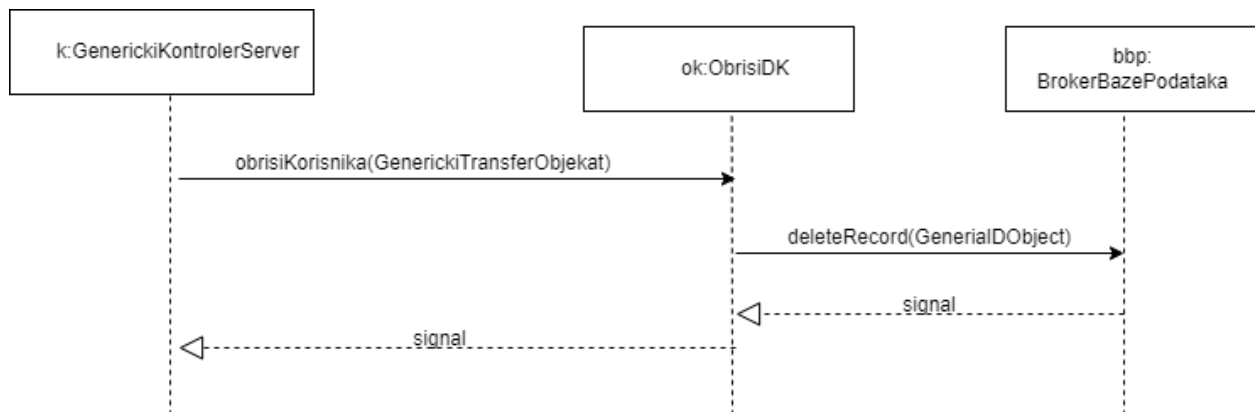 k:GenerickiKontrolerServer
ok:ObrisiDK
bbp:
BrokerBazePodataka
obrisiKorisnika(GenerickiTransferObjekat)
deleteRecord(GenerialDObject)
signal
signal